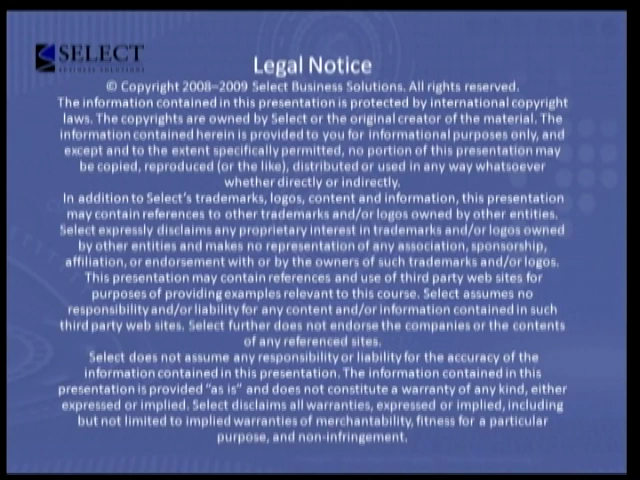 SELECT
BUSINESS SOLUTIONS
Legal Notice
© Copyright 2008–2009 Select Business Solutions. All rights reserved.
The information contained in this presentation is protected by international copyright
laws. The copyrights are owned by Select or the original creator of the material. The
information contained herein is provided to you for informational purposes only, and
except and to the extent specifically permitted, no portion of this presentation may
be copied, reproduced (or the like), distributed or used in any way whatsoever
whether directly or indirectly.
In addition to Select's trademarks, logos, content and information, this presentation
may contain references to other trademarks and/or logos owned by other entities.
Select expressly disclaims any proprietary interest in trademarks and/or logos owned
by other entities and makes no representation of any association, sponsorship,
affiliation, or endorsement with or by the owners of such trademarks and/or logos.
This presentation may contain references and use of third party web sites for
purposes of providing examples relevant to this course. Select assumes no
responsibility and/or liability for any content and/or information contained in such
third party web sites. Select further does not endorse the companies or the contents
of any referenced sites.
Select does not assume any responsibility or liability for the accuracy of the
information contained in this presentation. The information contained in this
presentation is provided "as is" and does not constitute a warranty of any kind, either
expressed or implied. Select disclaims all warranties, expressed or implied, including
but not limited to implied warranties of merchantability, fitness for a particular
purpose, and non-infringement.